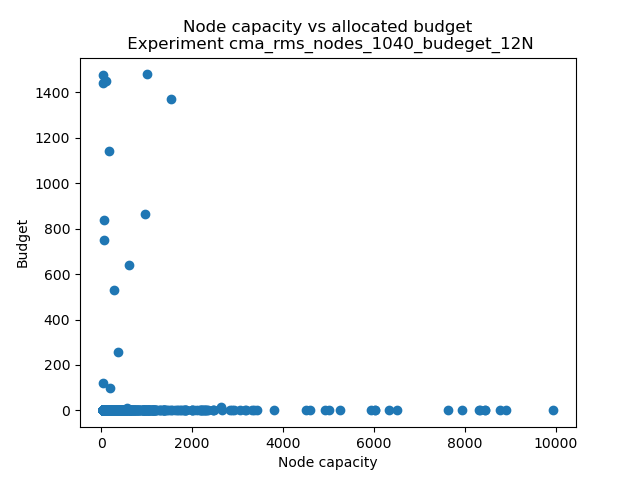 Node capacity vs allocated budget
Experiment cma_rms_nodes_1040_budeget_12N
1400
1200
1000
800
600
400
200
0
Budget
0 2000 4000 6000 8000 10000
Node capacity